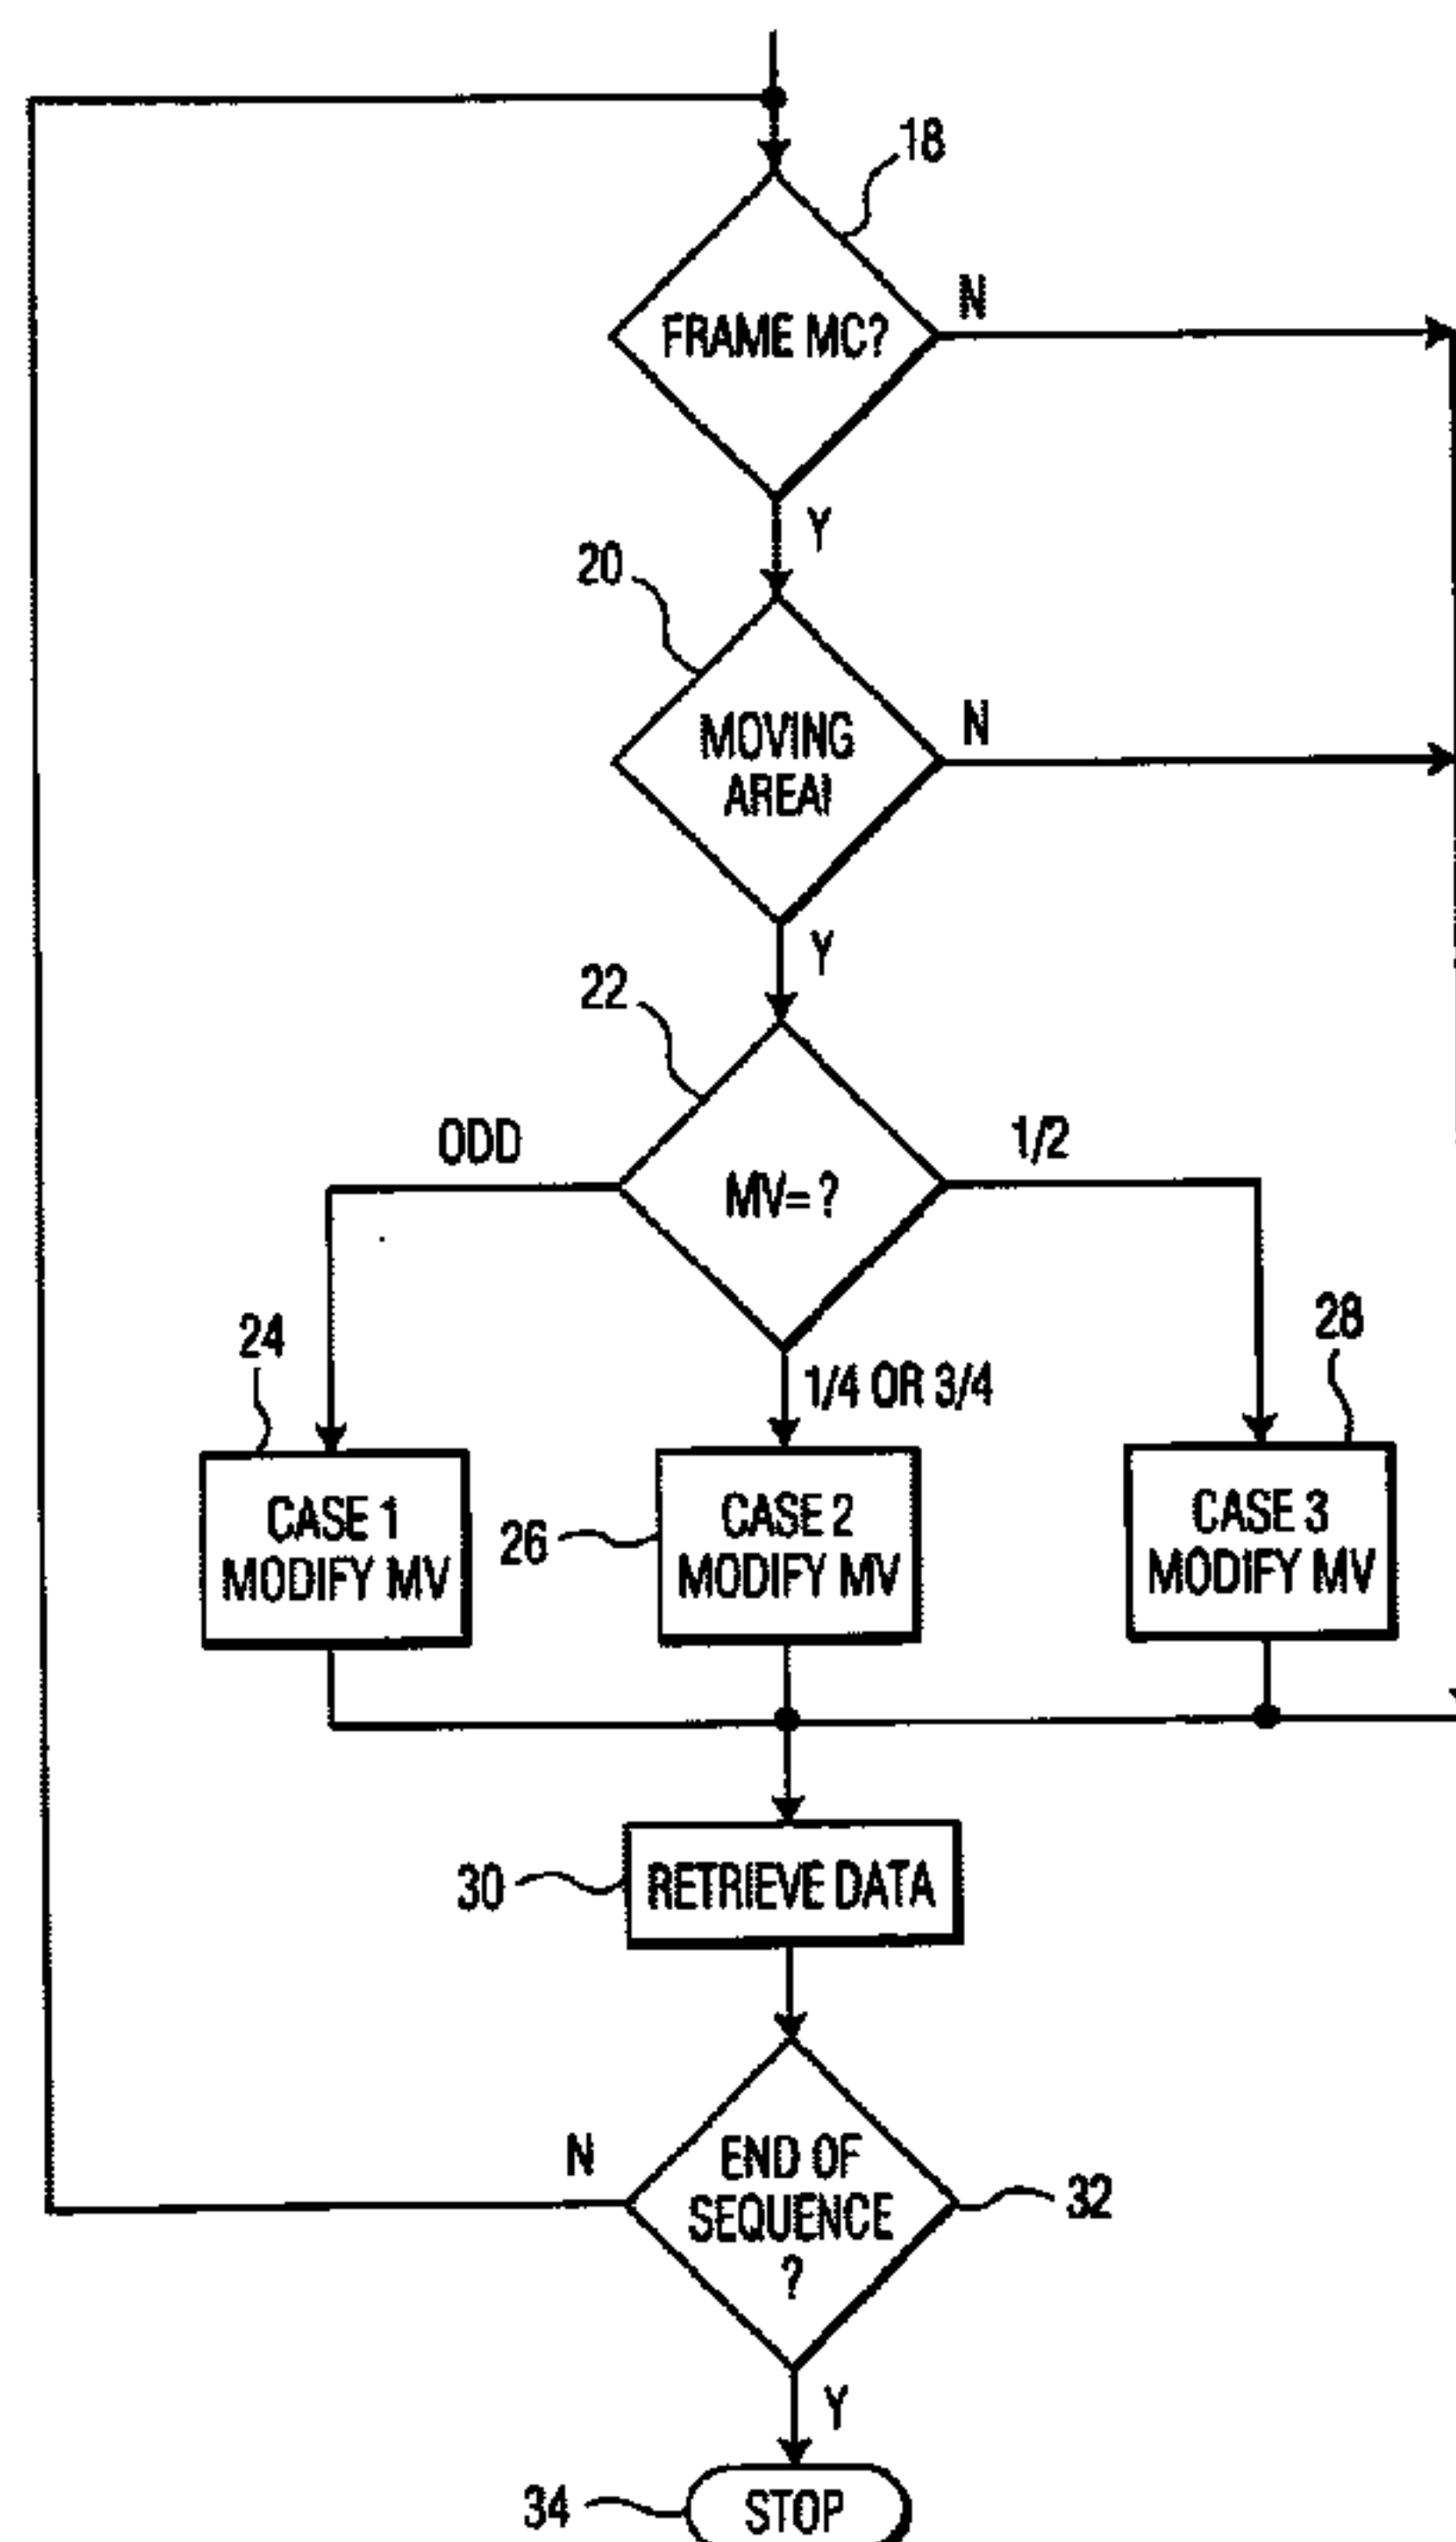 18
FRAME MC?
N
Y
20
MOVING
AREA!
N
Y
22
ODD
MV=?
1/2
24
1/4 OR 3/4
28
CASE 1
MODIFY MV
26
CASE 2
MODIFY MV
CASE 3
MODIFY MV
30
RETRIEVE DATA
N
END OF
SEQUENCE
?
32
Y
34
STOP